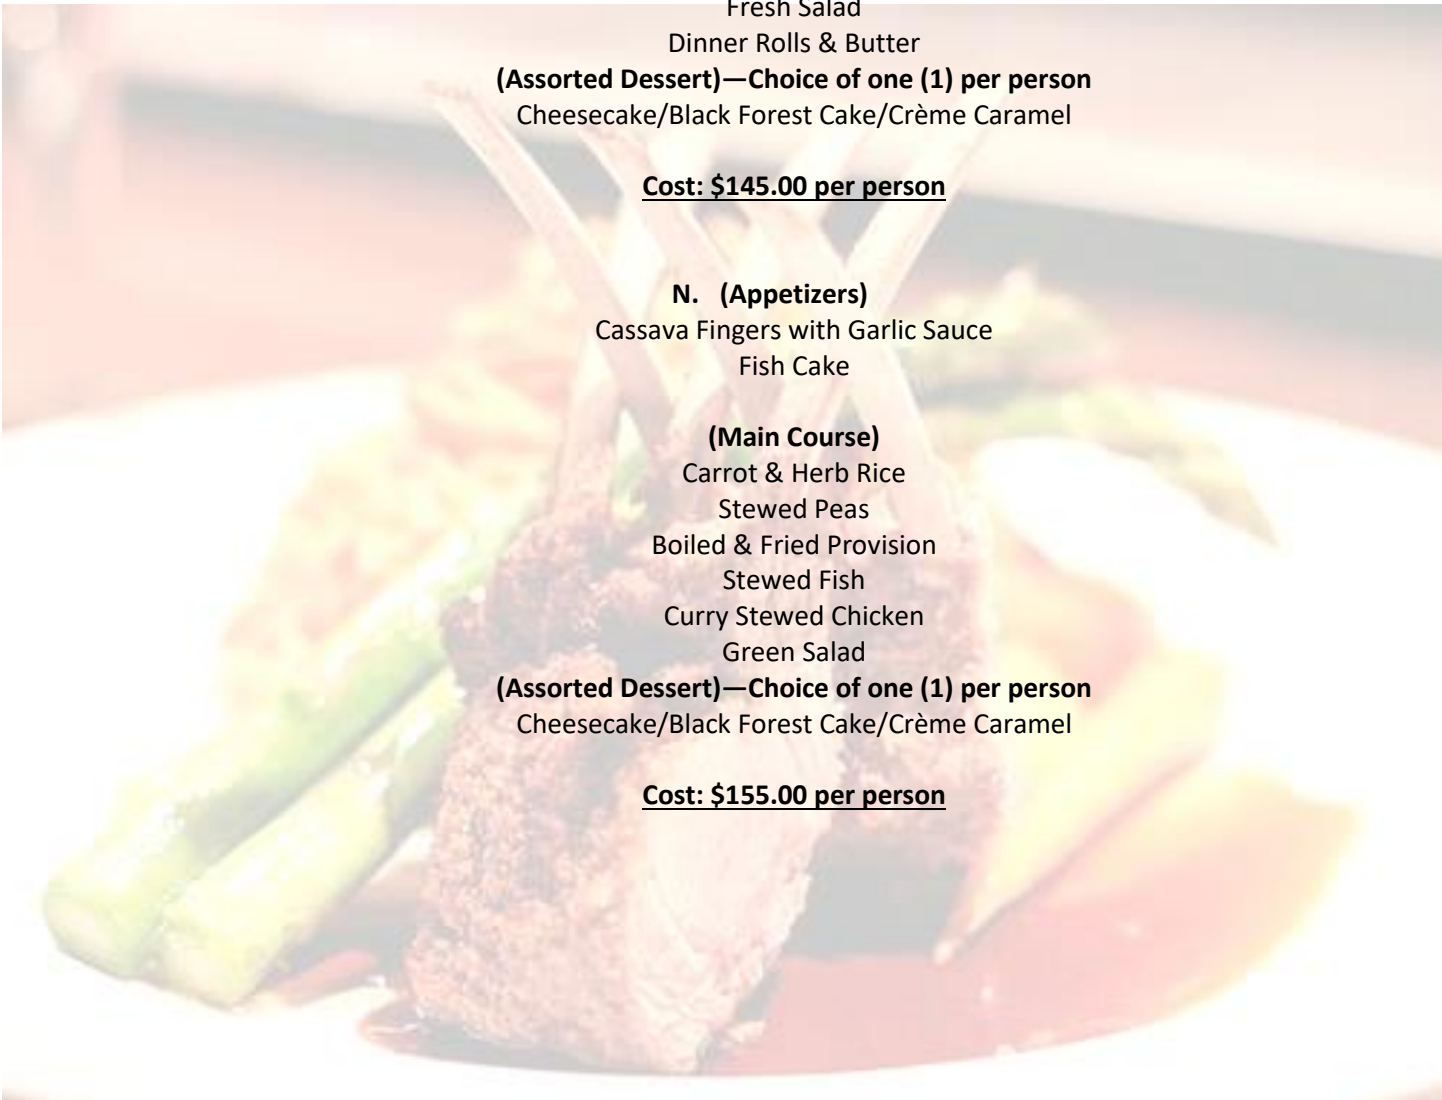 Fresh Salad
Dinner Rolls & Butter
(Assorted Dessert)—Choice of one (1) per person
Cheesecake/Black Forest Cake/Crème Caramel
Cost: $145.00 per person
N. (Appetizers)
Cassava Fingers with Garlic Sauce
Fish Cake
(Main Course)
Carrot & Herb Rice
Stewed Peas
Boiled & Fried Provision
Stewed Fish
Curry Stewed Chicken
Green Salad
(Assorted Dessert)—Choice of one (1) per person
Cheesecake/Black Forest Cake/Crème Caramel
Cost: $155.00 per person